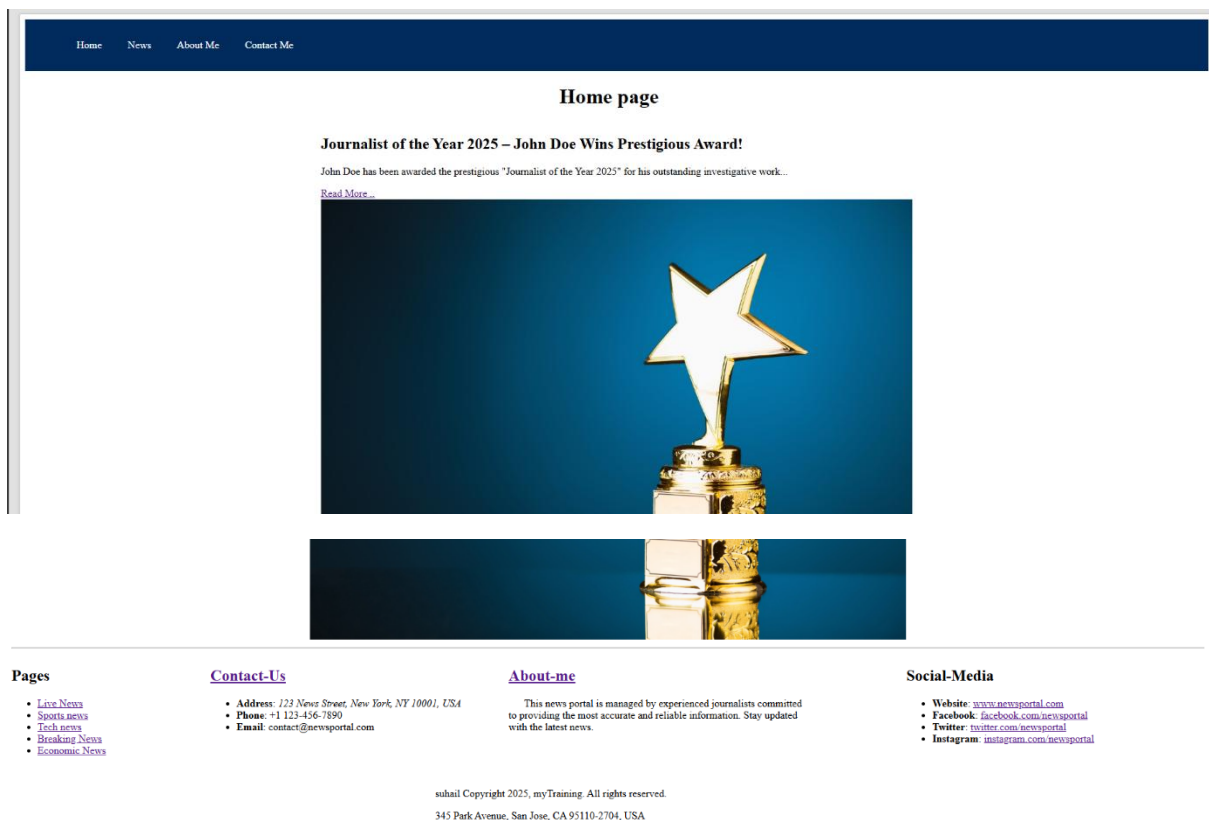 Home News About Me Contact Me
Home page
Journalist of the Year 2025 – John Doe Wins Prestigious Award!
John Doe has been awarded the prestigious "Journalist of the Year 2025" for his outstanding investigative work...
Read More ..
Pages
Live News
Sports news
Tech news
Breaking News
Economic News
Contact-Us
Address: 123 News Street, New York, NY 10001, USA
Phone: +1 123-456-7890
Email: contact@newsportal.com
About-me
This news portal is managed by experienced journalists committed
to providing the most accurate and reliable information. Stay updated
with the latest news.
Social-Media
Website: www.newsportal.com
Facebook: facebook.com/newsportal
Twitter: twitter.com/newsportal
Instagram: instagram.com/newsportal
suhail Copyright 2025, myTraining. All rights reserved.
345 Park Avenue, San Jose, CA 95110-2704, USA